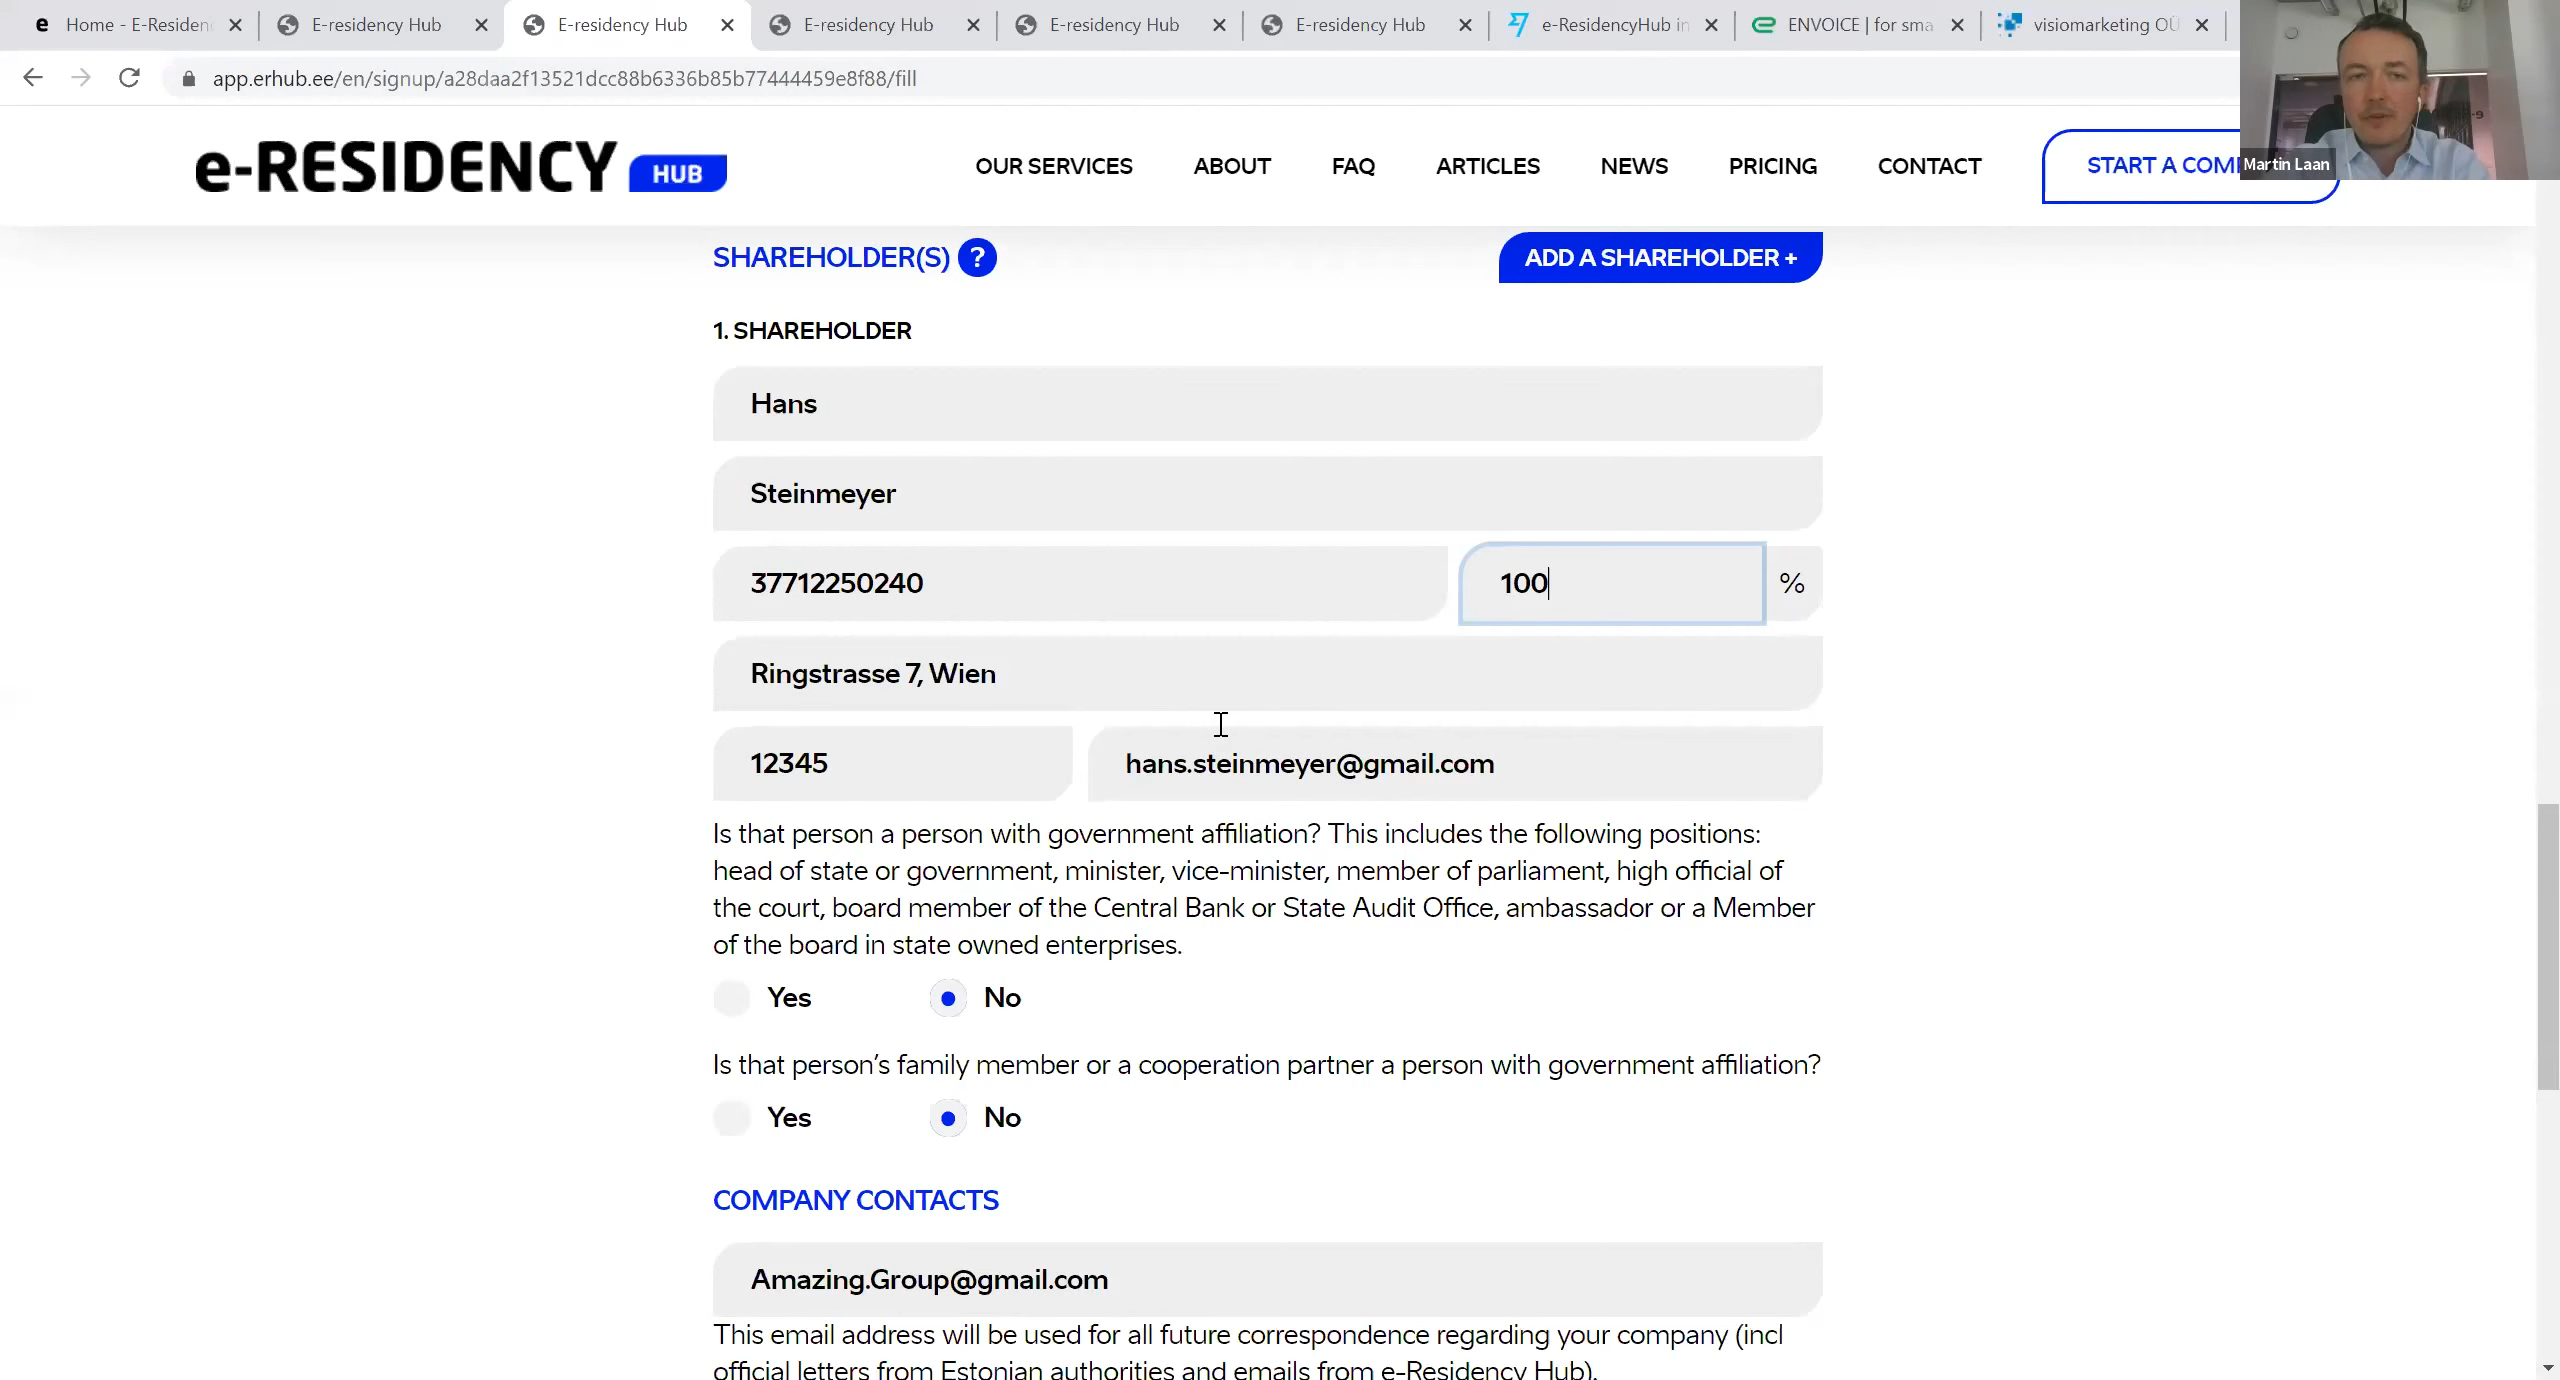 Home - E-Residen
E-residency Hub
E-residency Hub
E-residency Hub
E-residency Hub
E-residency Hub
e-ResidencyHub in
ENVOICE | for sma
visiomarketing OÜ
app.erhub.ee/en/signup/a28daa2f13521dcc88b6336b85b77444459e8f88/fill
e-RESIDENCY HUB
OUR SERVICES
ABOUT
FAQ
ARTICLES
NEWS
PRICING
CONTACT
START A COM
Martin Laan
SHAREHOLDER(S) ?
ADD A SHAREHOLDER +
1. SHAREHOLDER
Hans
Steinmeyer
37712250240
100
%
Ringstrasse 7, Wien
12345
hans.steinmeyer@gmail.com
Is that person a person with government affiliation? This includes the following positions:
head of state or government, minister, vice-minister, member of parliament, high official of
the court, board member of the Central Bank or State Audit Office, ambassador or a Member
of the board in state owned enterprises.
Yes
No
Is that person's family member or a cooperation partner a person with government affiliation?
Yes
No
COMPANY CONTACTS
Amazing.Group@gmail.com
This email address will be used for all future correspondence regarding your company (incl
official letters from Estonian authorities and emails from e-Residency Hub).